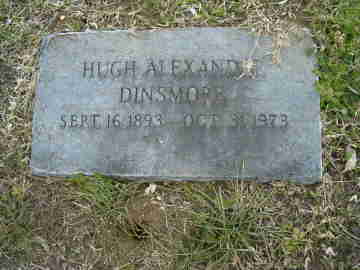 HUGH ALEXANDER
DINSMORE
SEPT. 16, 1893 OCT. 31, 1973